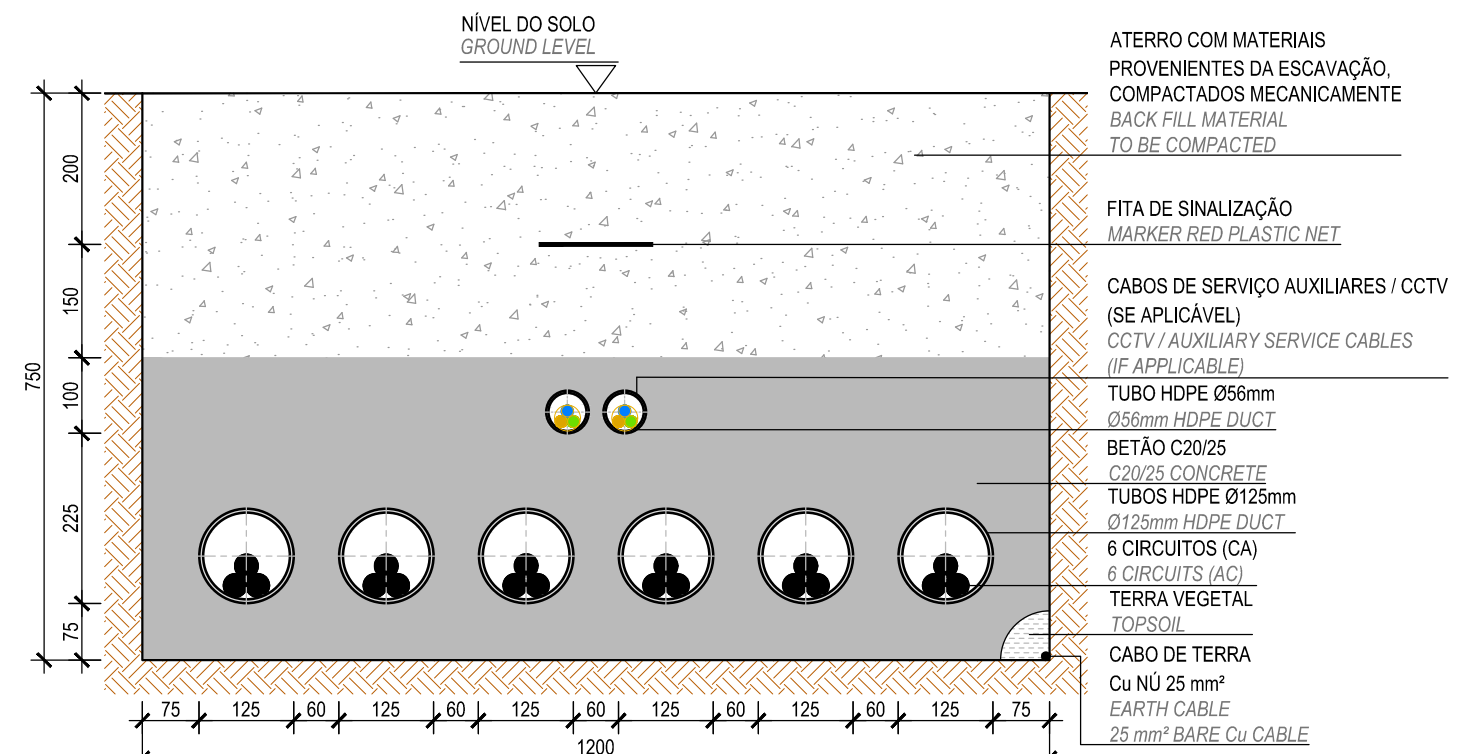 NÍVEL DO SOLO
GROUND LEVEL
ATERRO COM MATERIAIS
PROVENIENTES DA ESCAVAÇÃO,
COMPACTADOS MECANICAMENTE
BACK FILL MATERIAL
TO BE COMPACTED
FITA DE SINALIZAÇÃO
MARKER RED PLASTIC NET
CABOS DE SERVIÇO AUXILIARES / CCTV
(SE APLICÁVEL)
CCTV / AUXILIARY SERVICE CABLES
(IF APPLICABLE)
TUBO HDPE Ø56mm
Ø56mm HDPE DUCT
BETÃO C20/25
C20/25 CONCRETE
TUBOS HDPE Ø125mm
Ø125mm HDPE DUCT
6 CIRCUITOS (CA)
6 CIRCUITS (AC)
TERRA VEGETAL
TOPSOIL
CABO DE TERRA
Cu NÚ 25 mm²
EARTH CABLE
25 mm² BARE Cu CABLE
750
200
150
100
225
75
75 125 60 125 60 125 60 125 60 125 60 125 75
1200